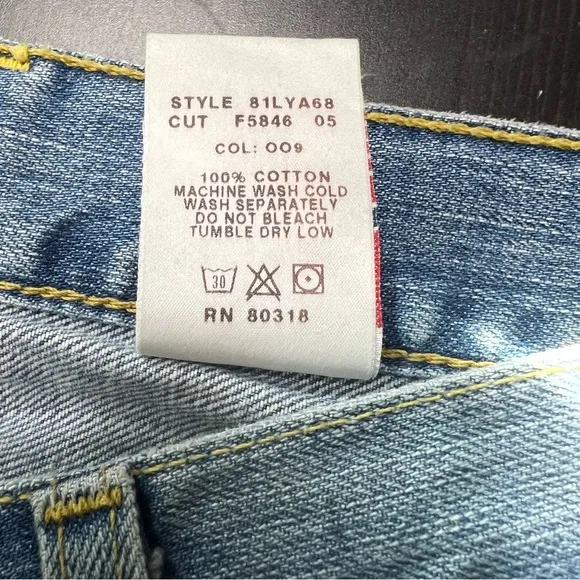 STYLE 81LYA68
CUT F5846 05
COL: 009
100% COTTON
MACHINE WASH COLD
WASH SEPARATELY
DO NOT BLEACH
TUMBLE DRY LOW
30
RN 80318